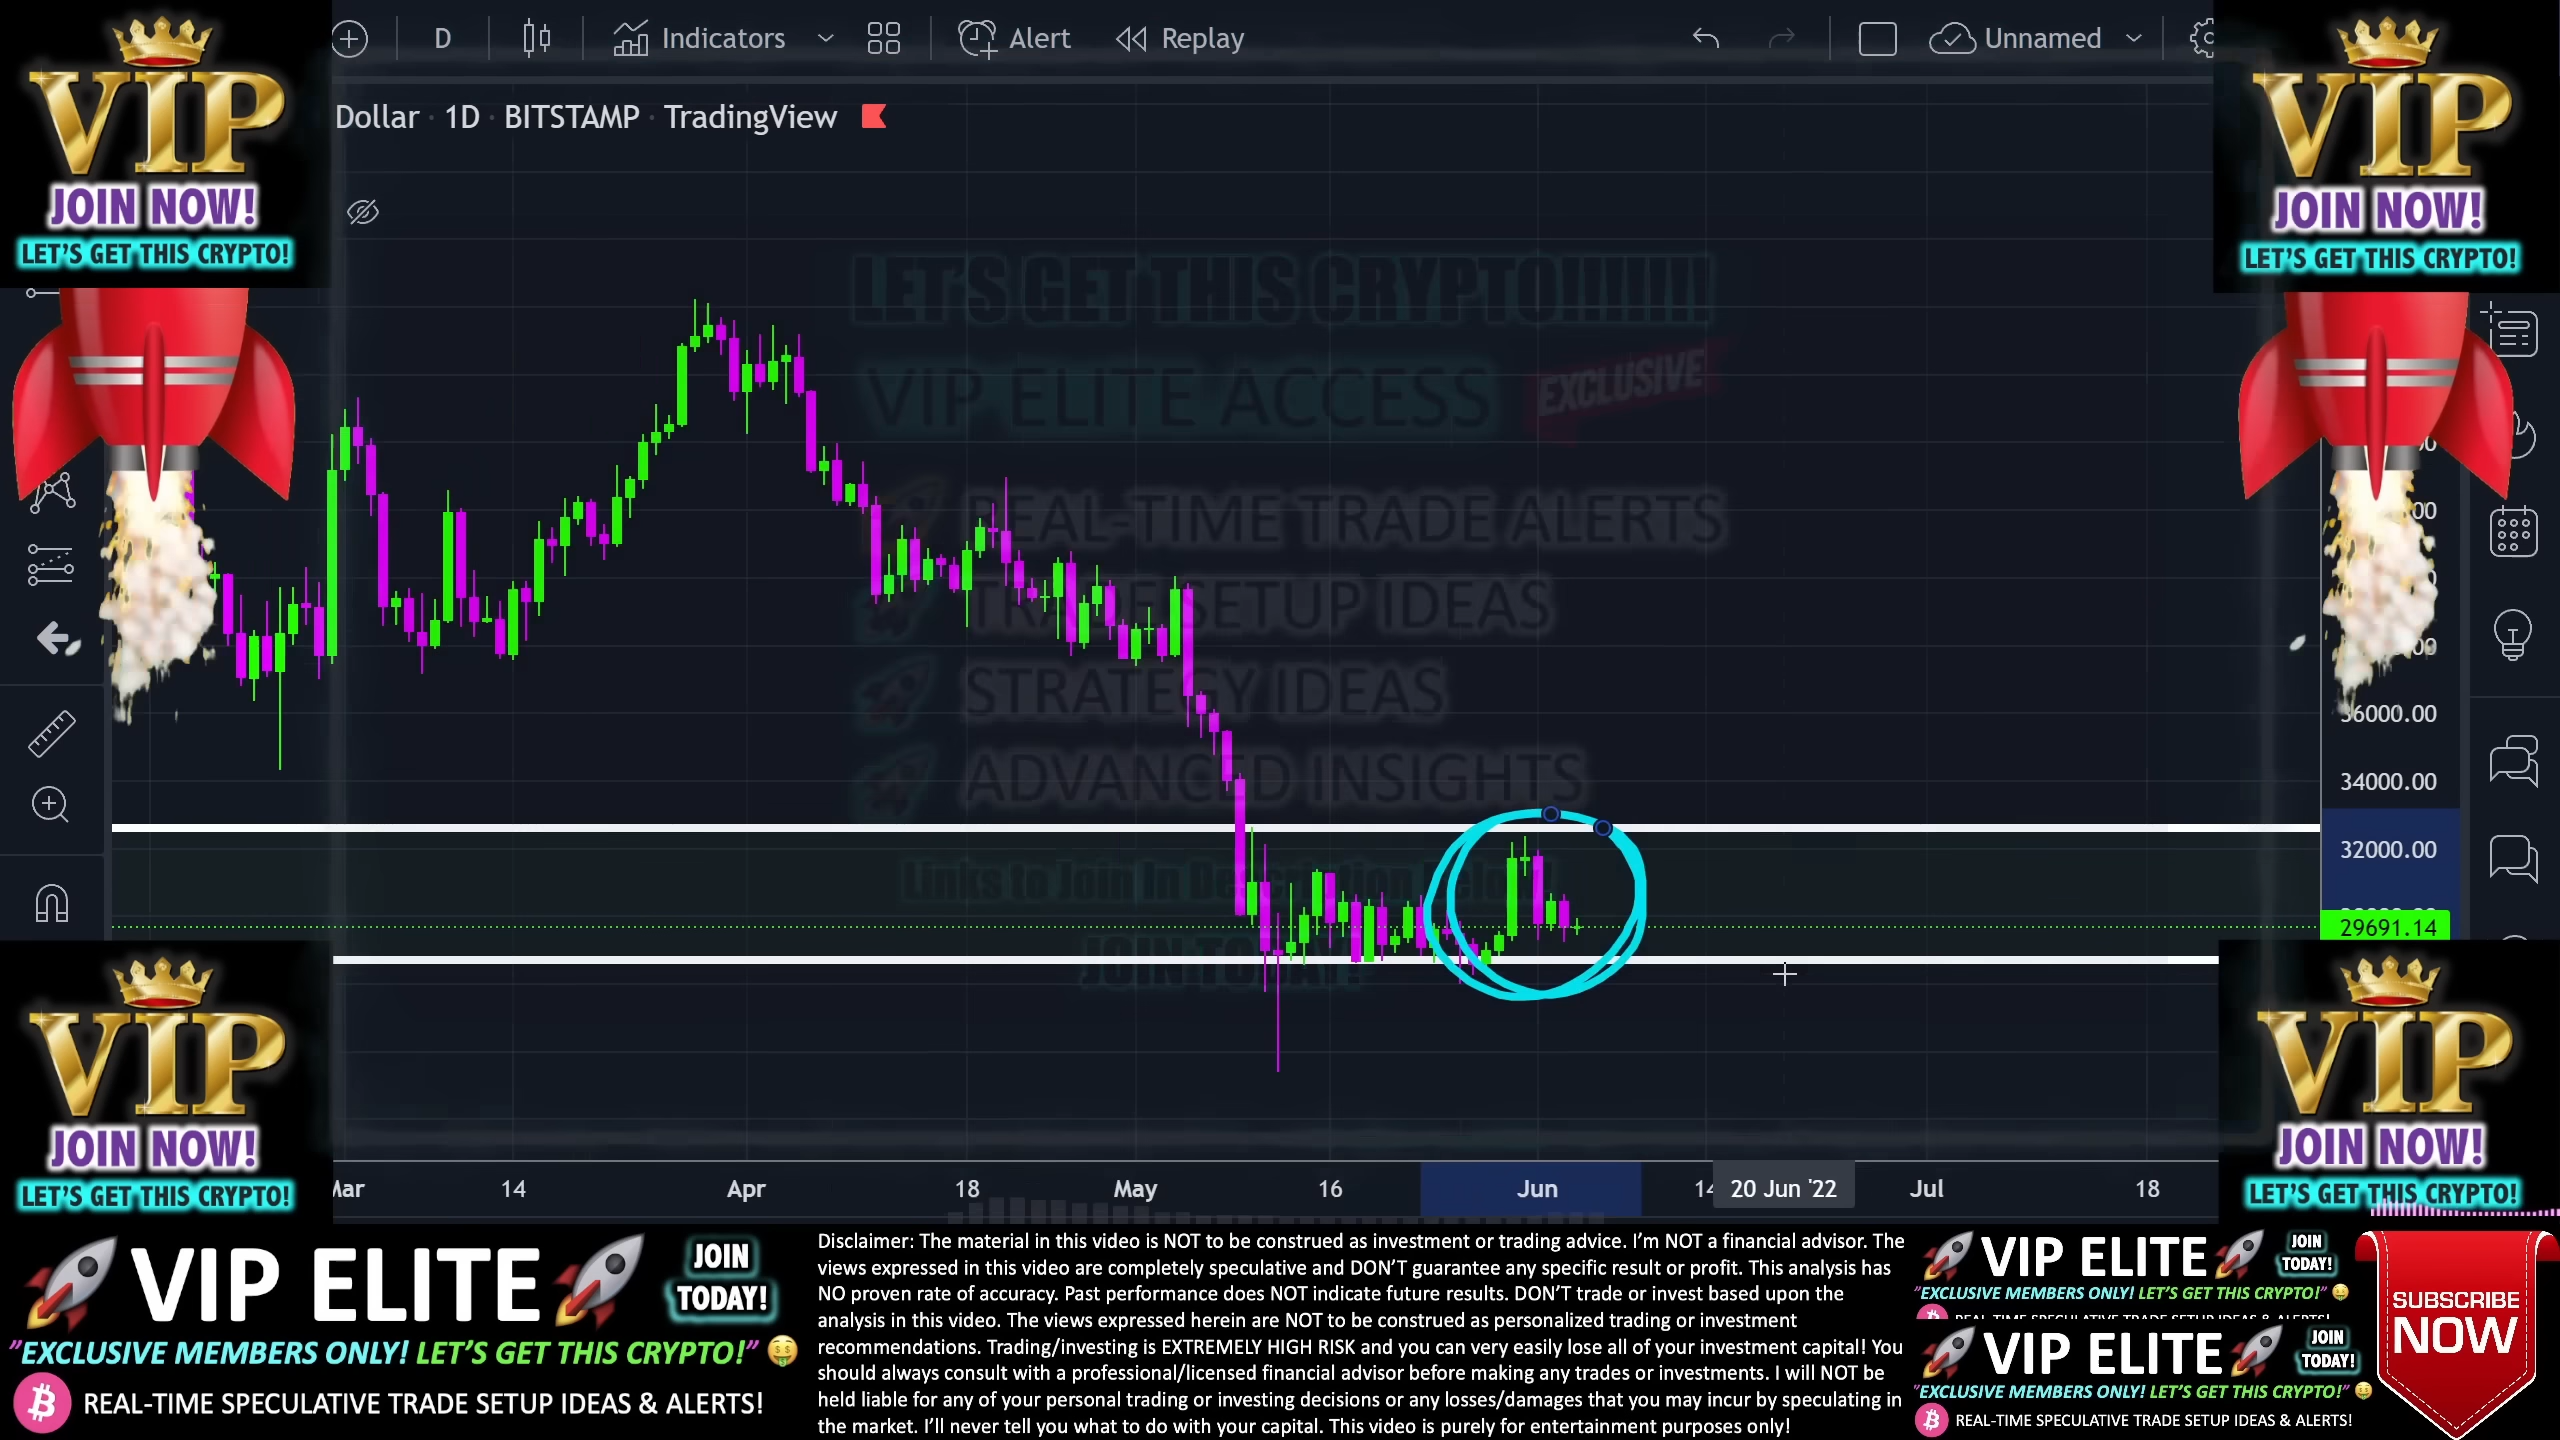 VIP
JOIN NOW!
LET'S GET THIS CRYPTO!
D
Indicators
Alert
Replay
Unnamed
VIP
JOIN NOW!
LET'S GET THIS CRYPTO!
Dollar · 1D · BITSTAMP · TradingView
LET'S GET THIS CRYPTO!!!!!!!
VIP ELITE ACCESS
EXCLUSIVE
REAL-TIME TRADE ALERTS
TRADE SETUP IDEAS
STRATEGY IDEAS
ADVANCED INSIGHTS
Links to Join In Description Below!
JOIN TODAY!
36000.00
34000.00
32000.00
29691.14
VIP
JOIN NOW!
LET'S GET THIS CRYPTO!
VIP
JOIN NOW!
LET'S GET THIS CRYPTO!
Mar
14
Apr
18
May
16
Jun
14
20 Jun '22
Jul
18
VIP ELITE
JOIN
TODAY!
"EXCLUSIVE MEMBERS ONLY! LET'S GET THIS CRYPTO!"
REAL-TIME SPECULATIVE TRADE SETUP IDEAS & ALERTS!
Disclaimer: The material in this video is NOT to be construed as investment or trading advice. I'm NOT a financial advisor. The
views expressed in this video are completely speculative and DON'T guarantee any specific result or profit. This analysis has
NO proven rate of accuracy. Past performance does NOT indicate future results. DON'T trade or invest based upon the
analysis in this video. The views expressed herein are NOT to be construed as personalized trading or investment
recommendations. Trading/investing is EXTREMELY HIGH RISK and you can very easily lose all of your investment capital! You
should always consult with a professional/licensed financial advisor before making any trades or investments. I will NOT be
held liable for any of your personal trading or investing decisions or any losses/damages that you may incur by speculating in
the market. I'll never tell you what to do with your capital. This video is purely for entertainment purposes only!
VIP ELITE
JOIN
TODAY!
"EXCLUSIVE MEMBERS ONLY! LET'S GET THIS CRYPTO!"
VIP ELITE
JOIN
TODAY!
"EXCLUSIVE MEMBERS ONLY! LET'S GET THIS CRYPTO!"
REAL-TIME SPECULATIVE TRADE SETUP IDEAS & ALERTS!
SUBSCRIBE
NOW